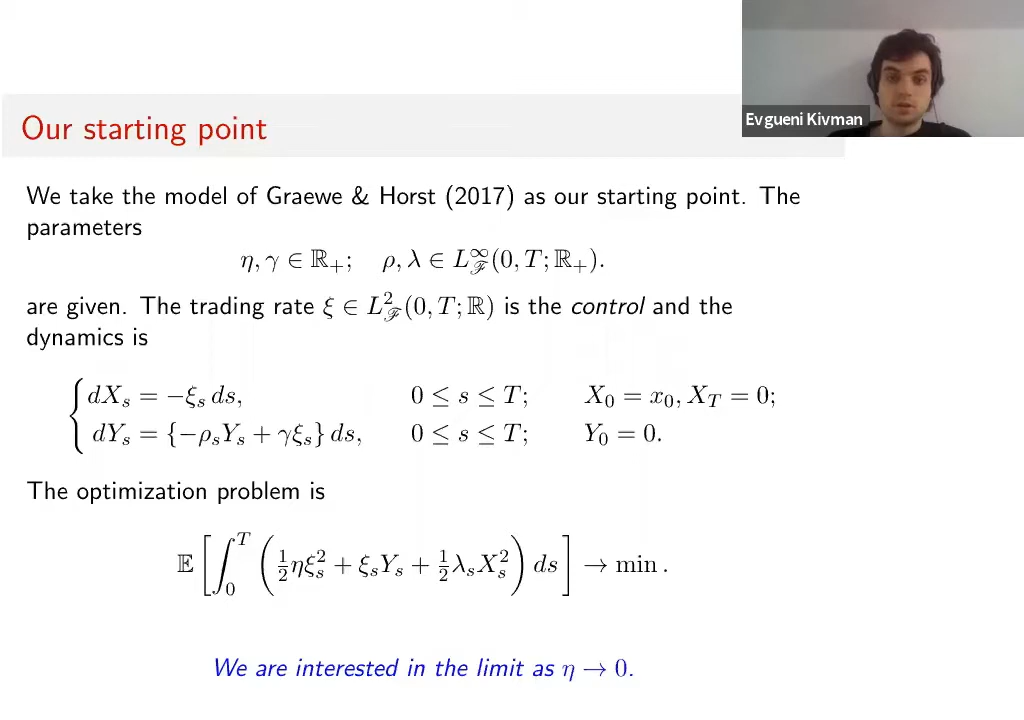 Evgueni Kivman
Our starting point
We take the model of Graewe & Horst (2017) as our starting point. The
parameters
η, γ ∈ ℝ₊; ρ, λ ∈ L^∞_ℱ(0, T; ℝ₊).
are given. The trading rate ξ ∈ L²_ℱ(0, T; ℝ) is the control and the
dynamics is
dX_s = −ξ_s ds, 0 ≤ s ≤ T; X_0 = x_0, X_T = 0;
dY_s = {−ρ_s Y_s + γξ_s} ds, 0 ≤ s ≤ T; Y_0 = 0.
The optimization problem is
𝔼 [ ∫_0^T ( ½ηξ_s² + ξ_s Y_s + ½λ_s X_s² ) ds ] → min .
We are interested in the limit as η → 0.